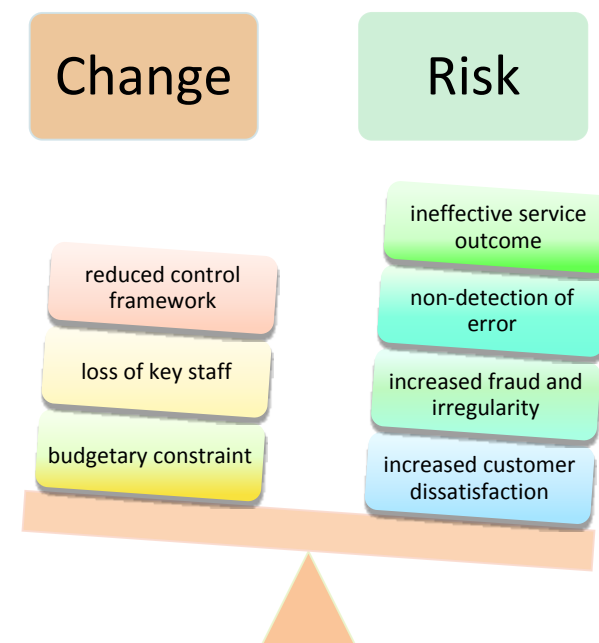 Change
Risk
reduced control
framework
loss of key staff
budgetary constraint
ineffective service
outcome
non-detection of
error
increased fraud and
irregularity
increased customer
dissatisfaction